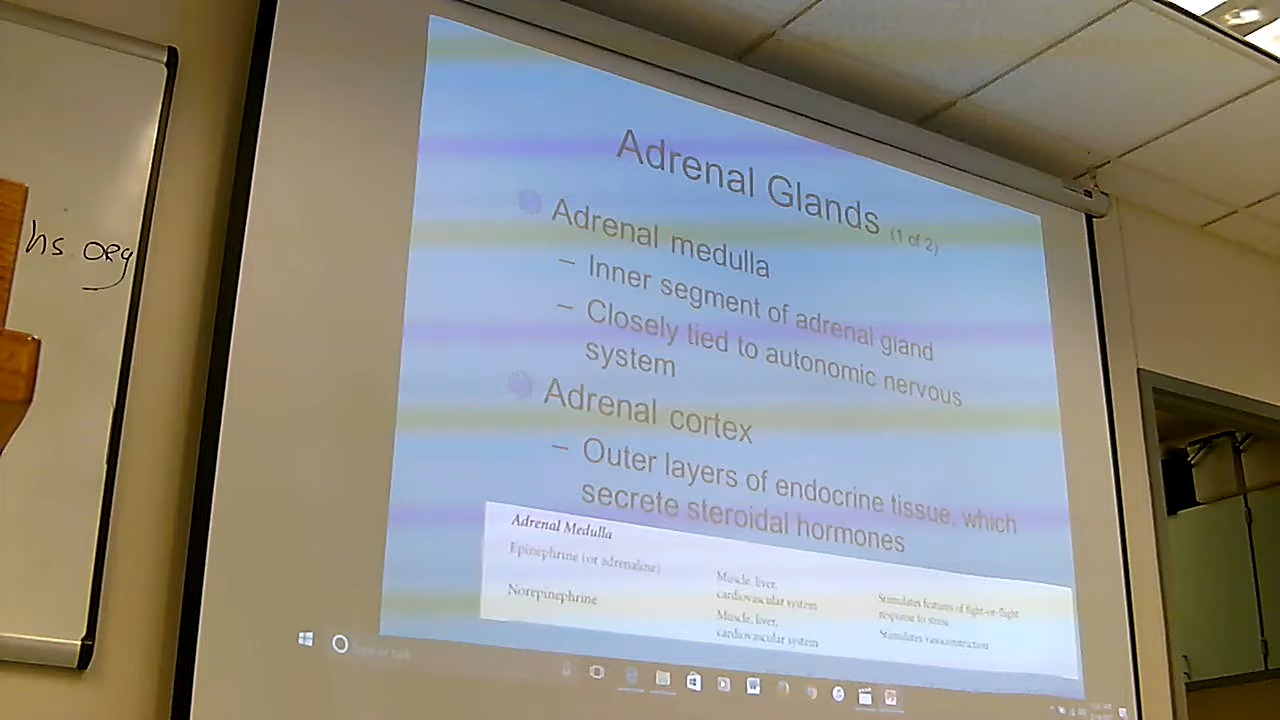 hs.org
Adrenal Glands (1 of 2)
Adrenal medulla
– Inner segment of adrenal gland
– Closely tied to autonomic nervous
system
Adrenal cortex
– Outer layers of endocrine tissue, which
secrete steroidal hormones
Adrenal Medulla
Epinephrine (or adrenaline)
Muscle, liver,
cardiovascular system
Stimulates features of fight-or-flight
response to stress
Norepinephrine
Muscle, liver,
cardiovascular system
Stimulates vasoconstriction